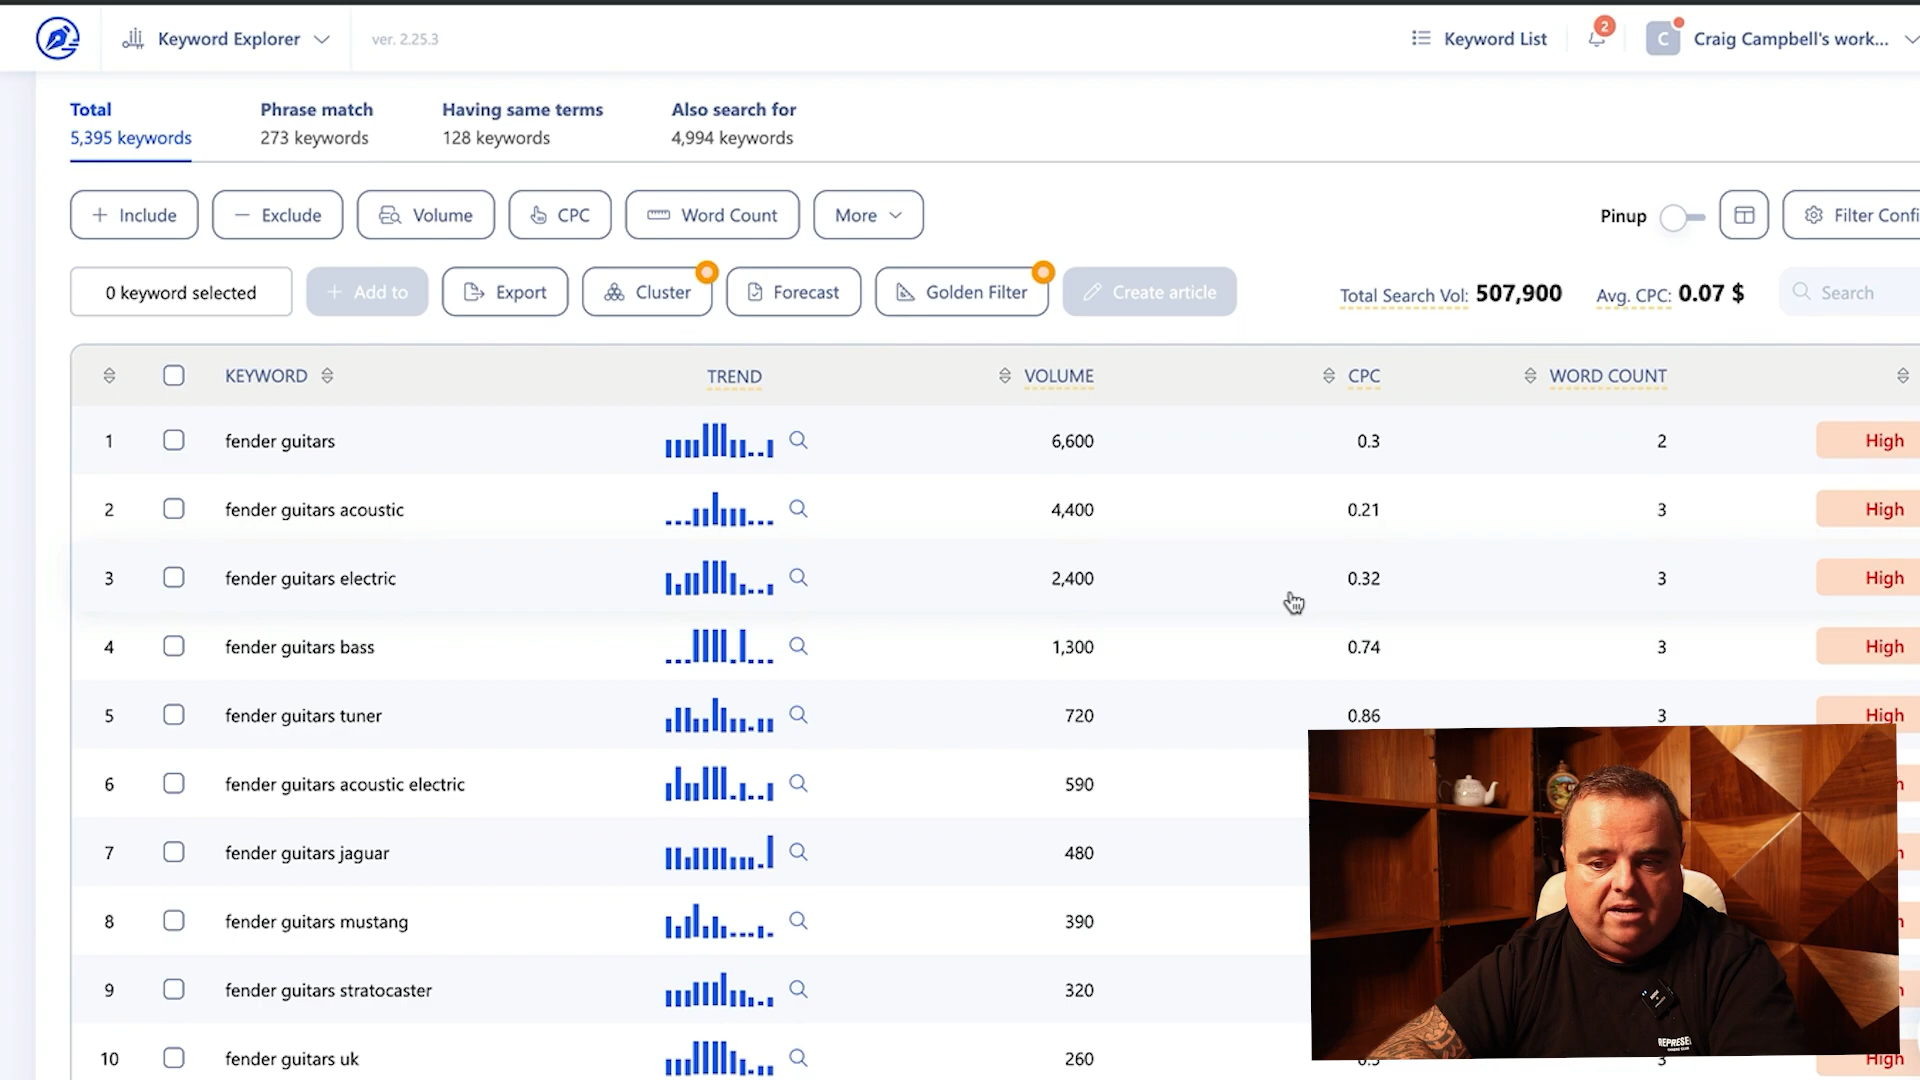 Keyword Explorer
ver. 2.25.3
Keyword List
2
C
Craig Campbell's work...
Total
5,395 keywords
Phrase match
273 keywords
Having same terms
128 keywords
Also search for
4,994 keywords
+ Include
− Exclude
Volume
CPC
Word Count
More
Pinup
Filter Confi
0 keyword selected
+ Add to
Export
Cluster
Forecast
Golden Filter
Create article
Total Search Vol: 507,900
Avg. CPC: 0.07 $
Search
KEYWORD TREND VOLUME CPC WORD COUNT
1 fender guitars 6,600 0.3 2 High
2 fender guitars acoustic 4,400 0.21 3 High
3 fender guitars electric 2,400 0.32 3 High
4 fender guitars bass 1,300 0.74 3 High
5 fender guitars tuner 720 0.86 3 High
6 fender guitars acoustic electric 590
7 fender guitars jaguar 480
8 fender guitars mustang 390
9 fender guitars stratocaster 320
10 fender guitars uk 260 3 High